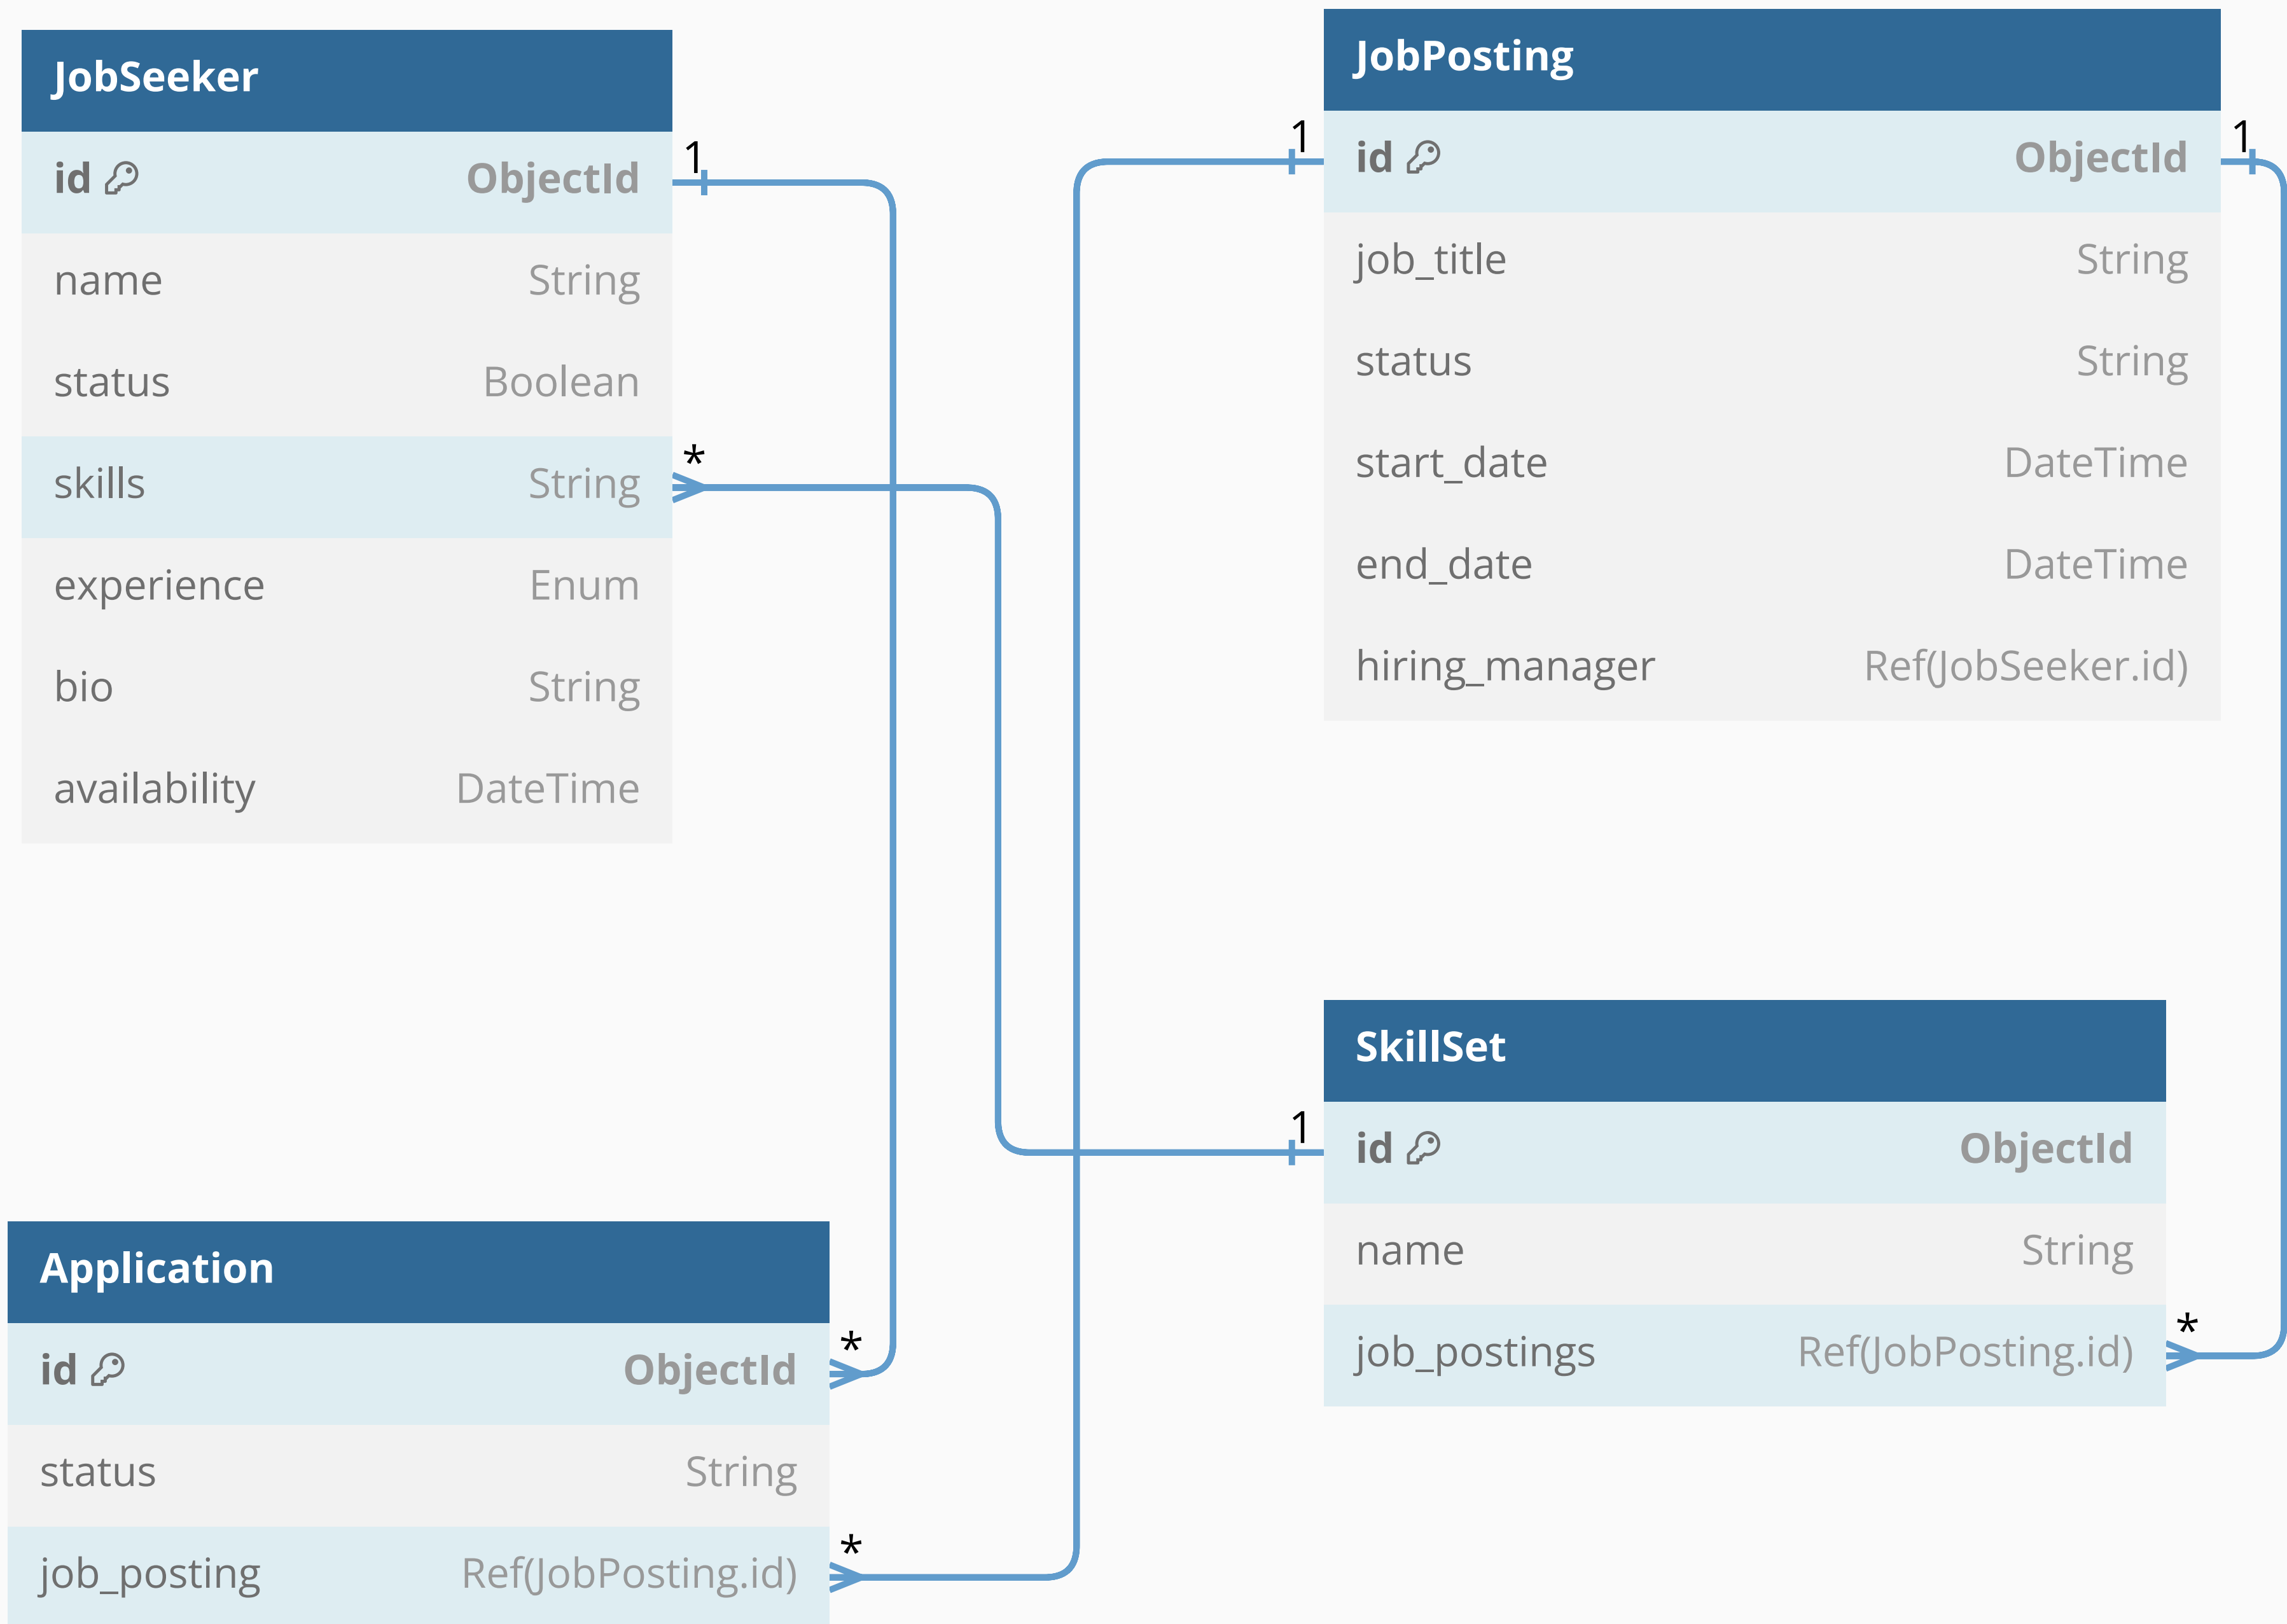 JobSeeker
id ObjectId
name String
status Boolean
skills String
experience Enum
bio String
availability DateTime
1
*
JobPosting
id ObjectId
job_title String
status String
start_date DateTime
end_date DateTime
hiring_manager Ref(JobSeeker.id)
1
1
SkillSet
id ObjectId
name String
job_postings Ref(JobPosting.id)
1
*
Application
id ObjectId
status String
job_posting Ref(JobPosting.id)
*
*